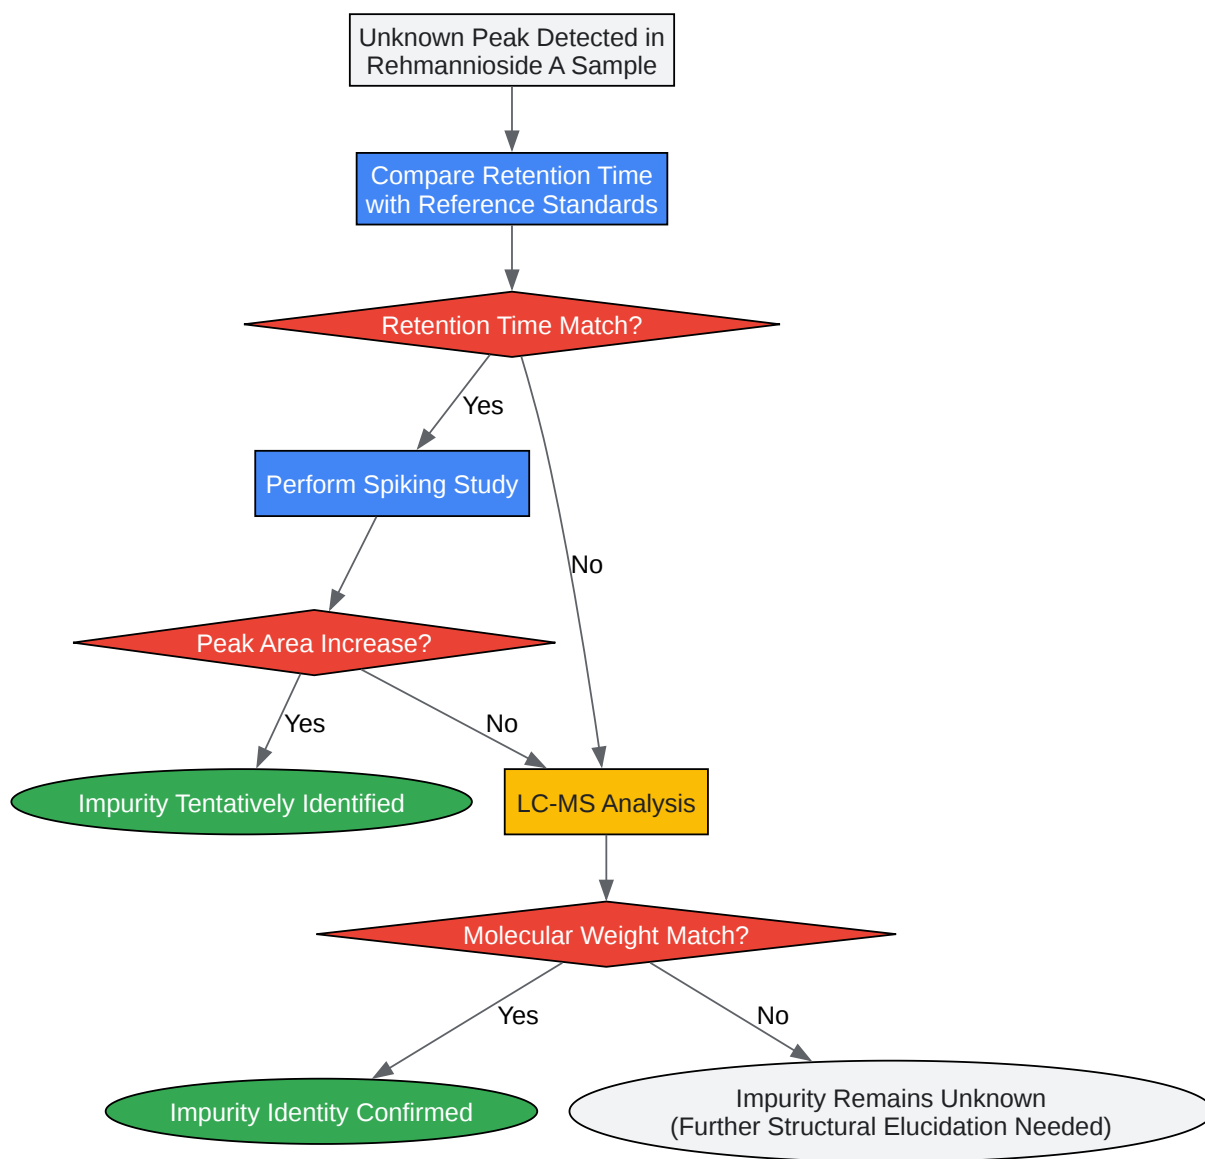 Unknown Peak Detected in
Rehmannioside A Sample
Compare Retention Time
with Reference Standards
Retention Time Match?
Yes
Perform Spiking Study
No
Peak Area Increase?
Yes
No
Impurity Tentatively Identified
LC-MS Analysis
Molecular Weight Match?
Yes
No
Impurity Identity Confirmed
Impurity Remains Unknown
(Further Structural Elucidation Needed)